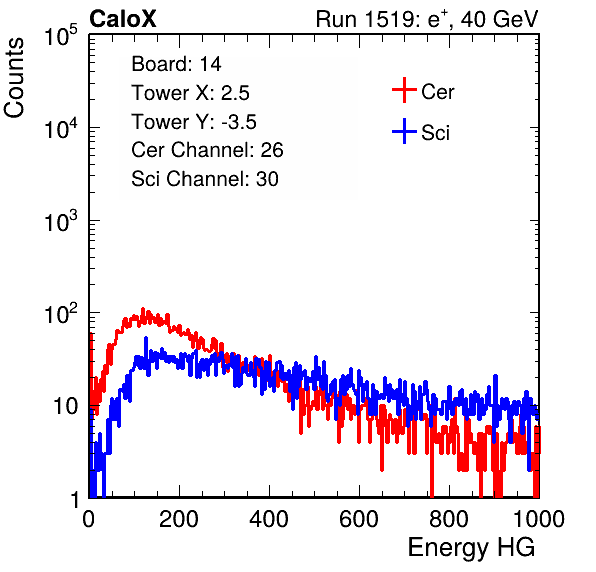 CaloX Run 1519: e⁺, 40 GeV
Counts
Board: 14
Tower X: 2.5
Tower Y: -3.5
Cer Channel: 26
Sci Channel: 30
Cer
Sci
10⁵
10⁴
10³
10²
10
1
0 200 400 600 800 1000
Energy HG